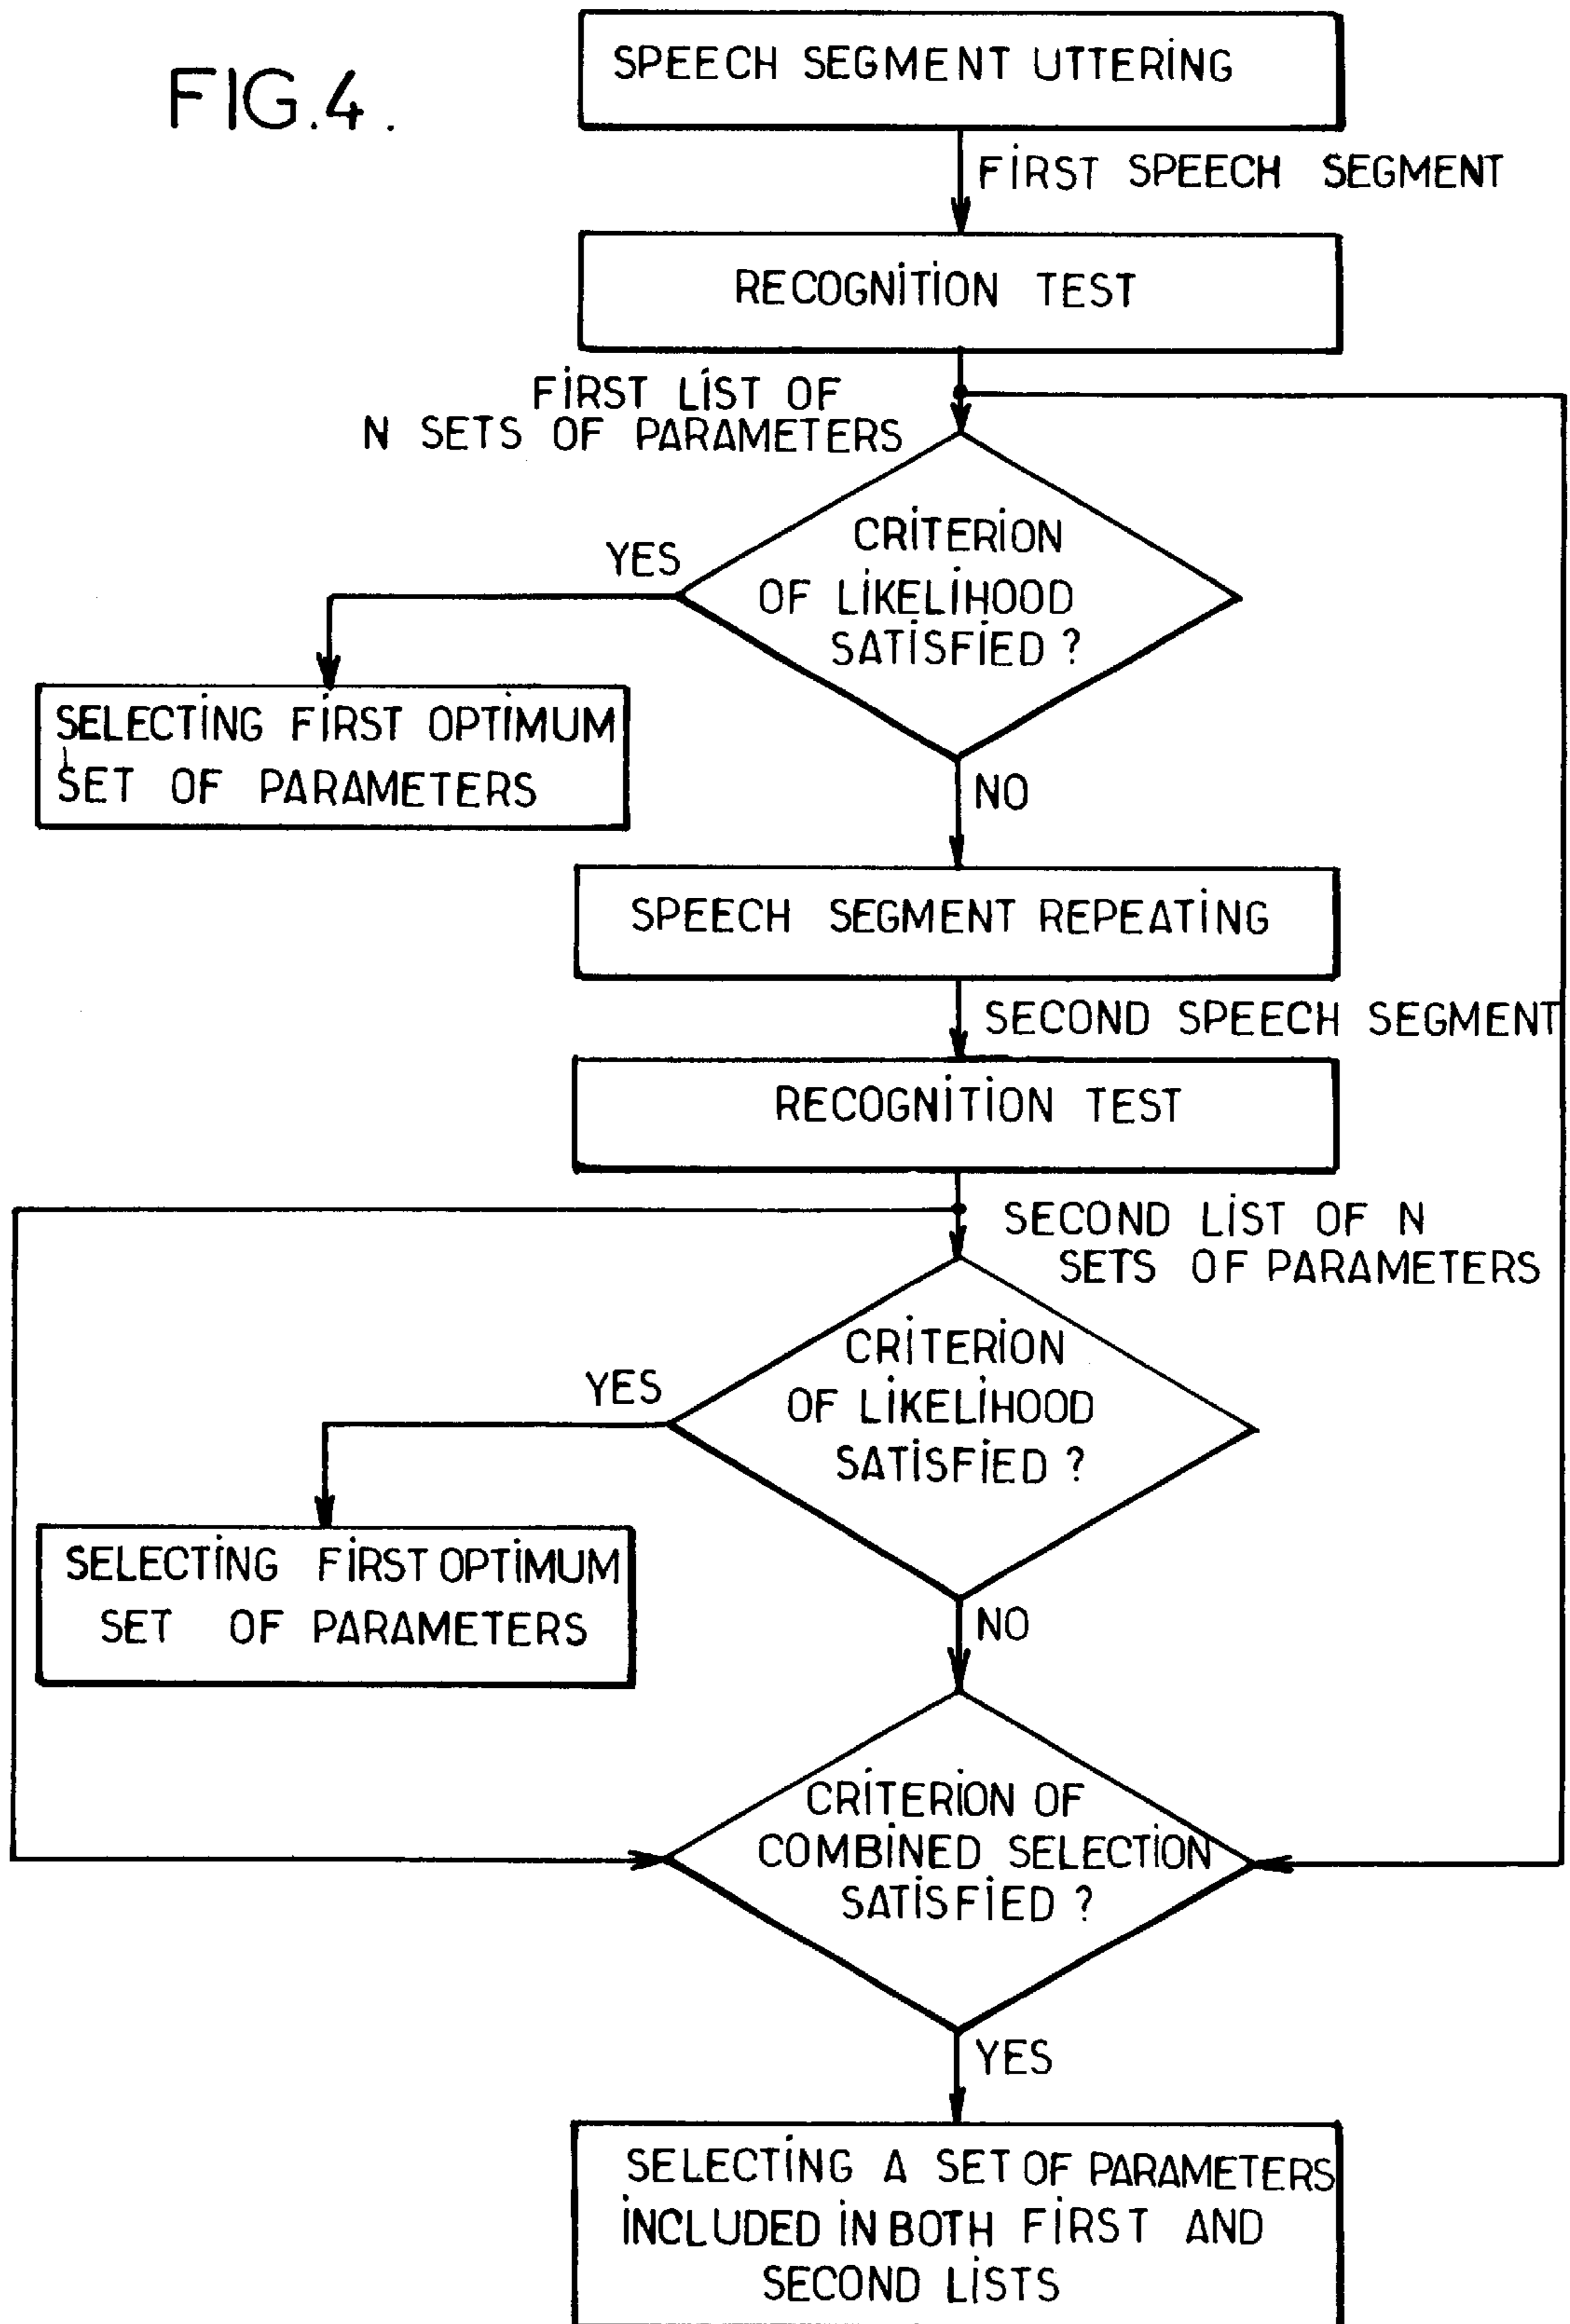 FIG.4.
SPEECH SEGMENT UTTERING
FIRST SPEECH SEGMENT
RECOGNITION TEST
FIRST LIST OF
N SETS OF PARAMETERS
CRITERION
OF LIKELIHOOD
SATISFIED ?
YES
SELECTING FIRST OPTIMUM
SET OF PARAMETERS
NO
SPEECH SEGMENT REPEATING
SECOND SPEECH SEGMENT
RECOGNITION TEST
SECOND LIST OF N
SETS OF PARAMETERS
CRITERION
OF LIKELIHOOD
SATISFIED ?
YES
SELECTING FIRST OPTIMUM
SET OF PARAMETERS
NO
CRITERION OF
COMBINED SELECTION
SATISFIED ?
YES
SELECTING A SET OF PARAMETERS
INCLUDED IN BOTH FIRST AND
SECOND LISTS